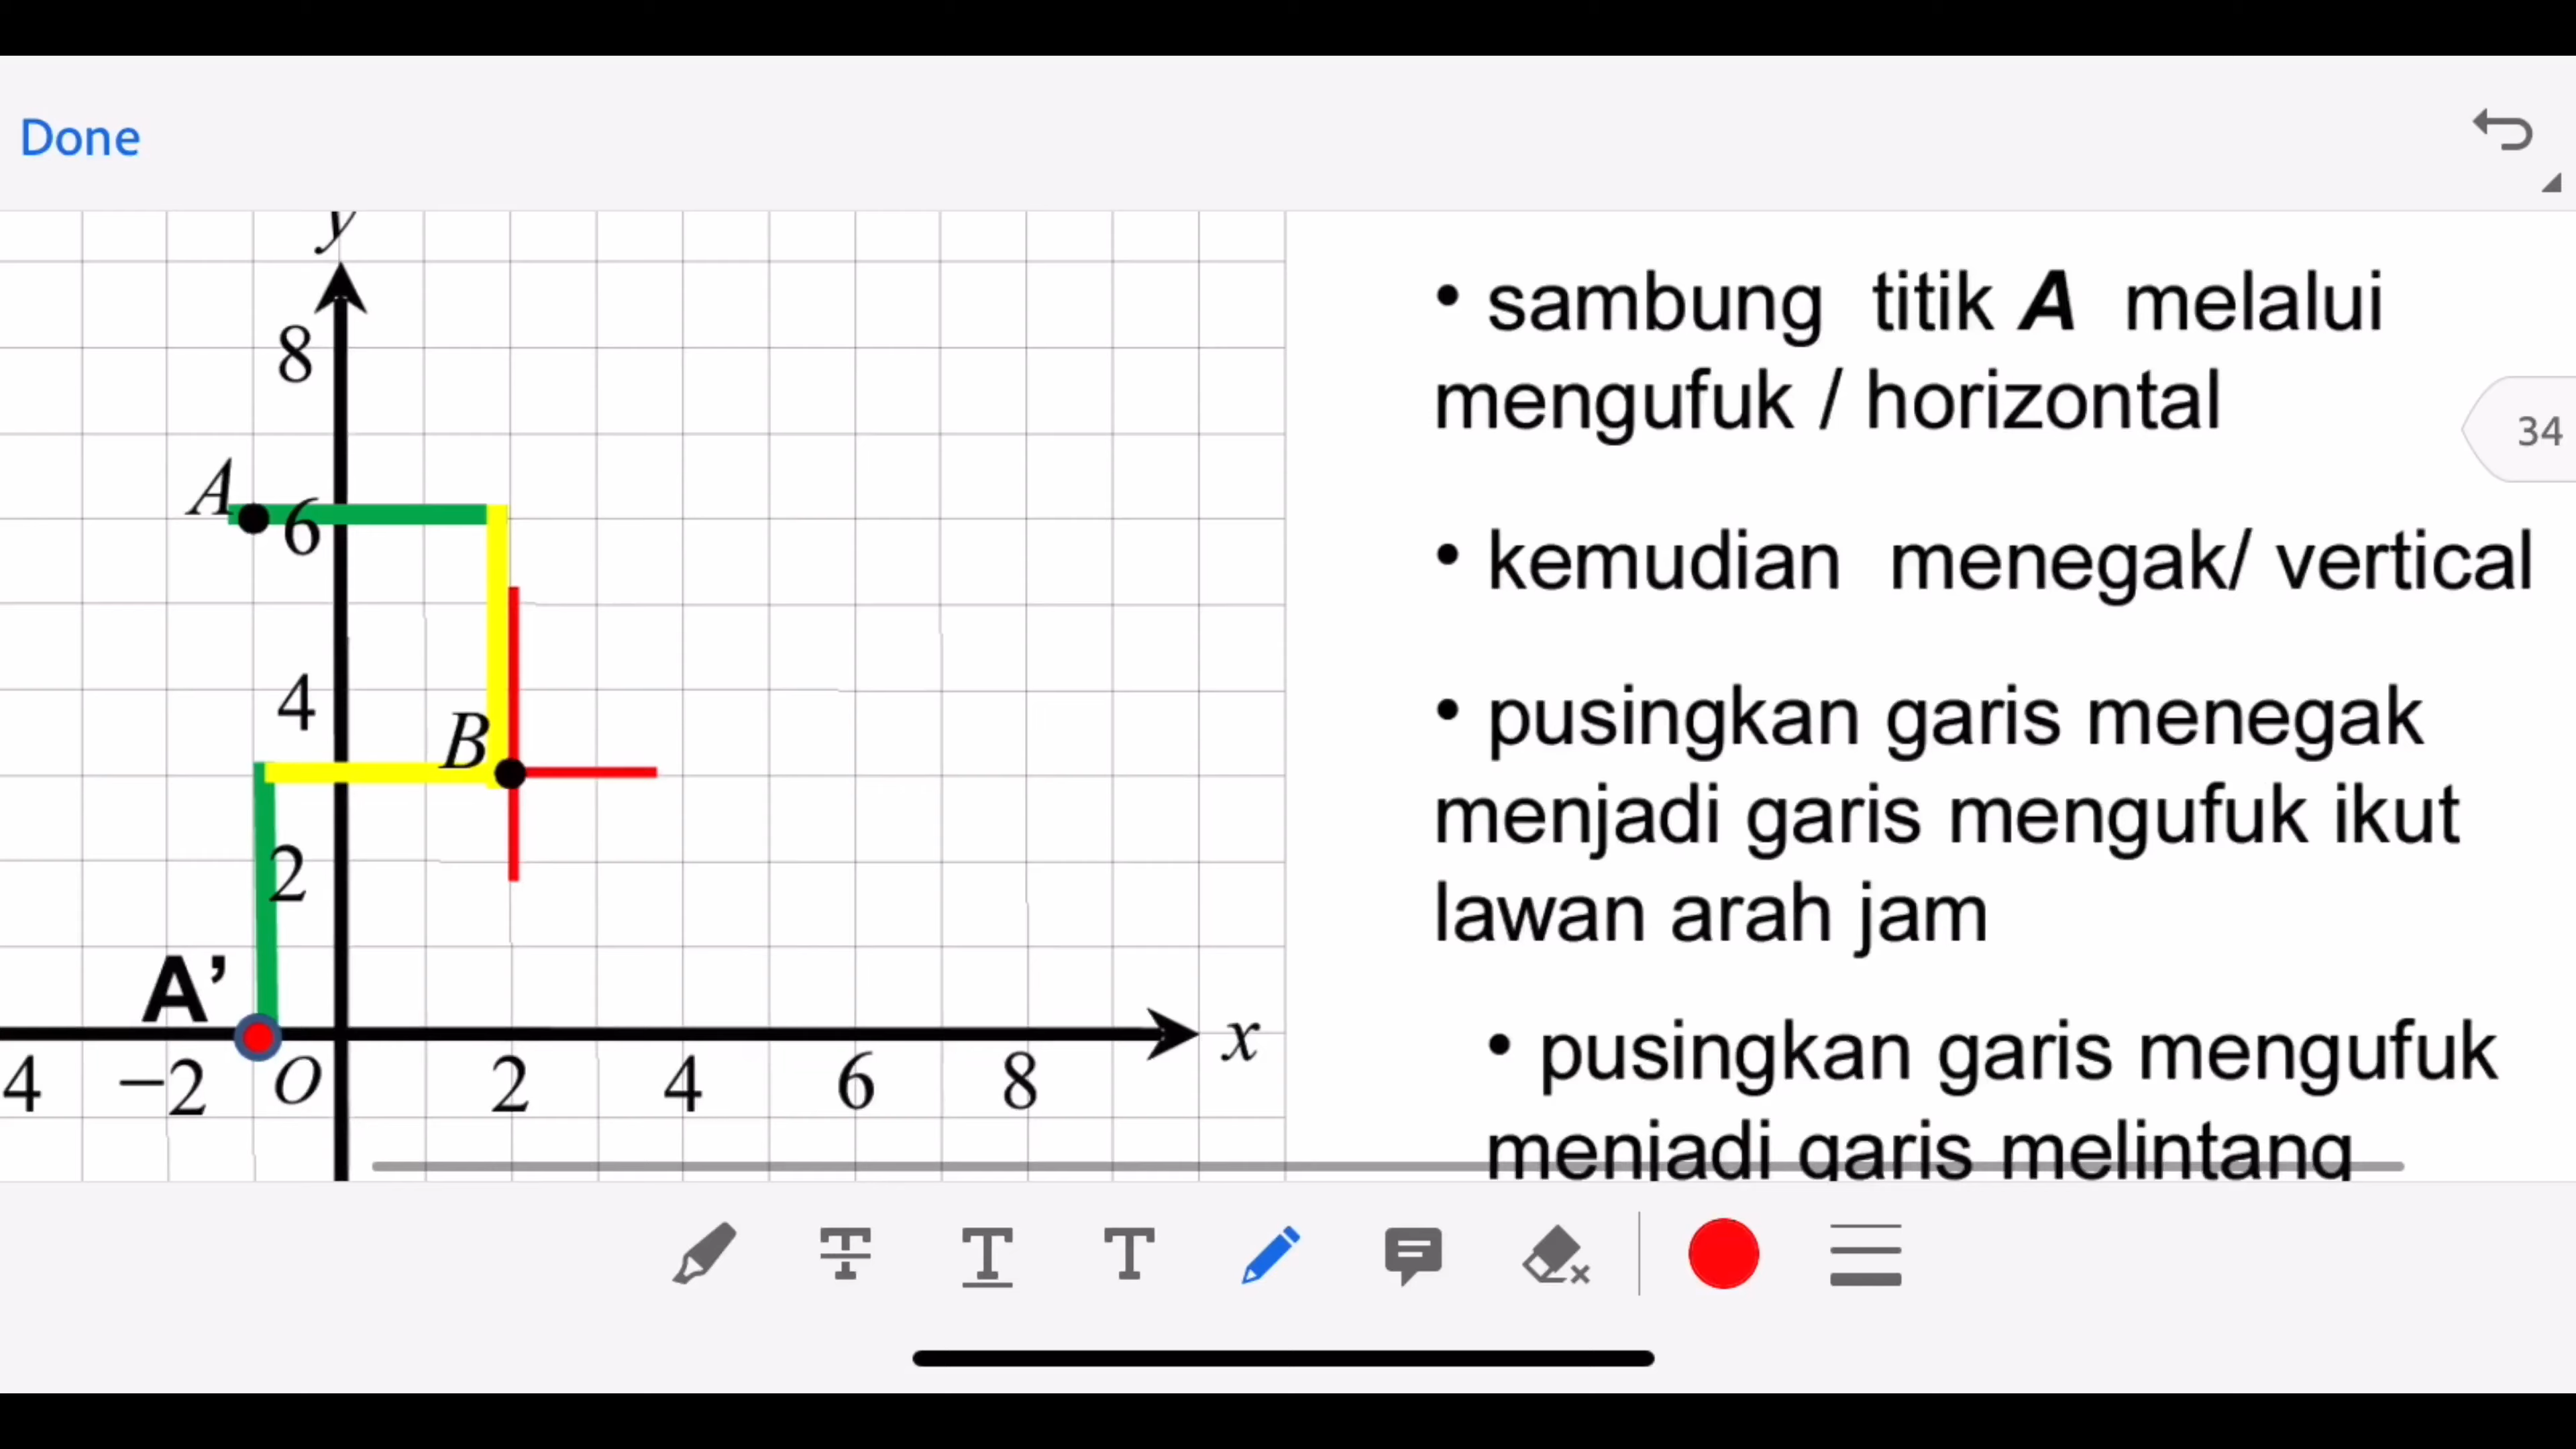 Done
y
8
A
6
4
B
2
A’
4 −2 O 2 4 6 8 x
• sambung titik A melalui
mengufuk / horizontal
• kemudian menegak/ vertical
• pusingkan garis menegak
menjadi garis mengufuk ikut
lawan arah jam
• pusingkan garis mengufuk
menjadi garis melintang
34